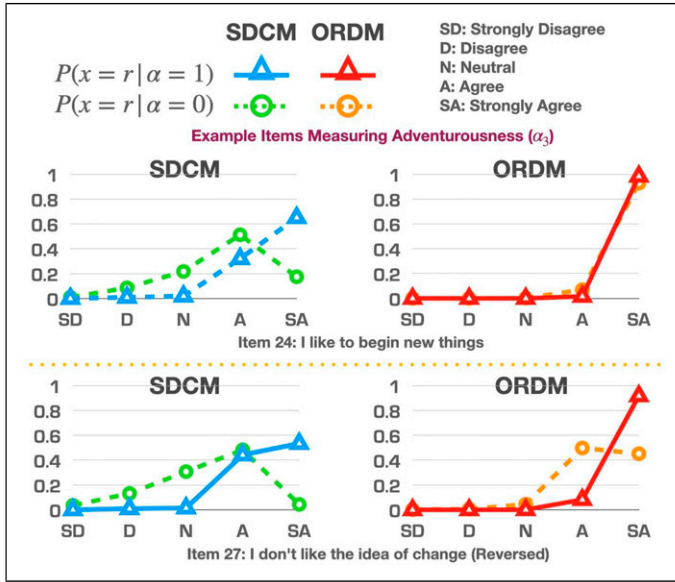 SDCM ORDM
P(x = r | α = 1)
P(x = r | α = 0)
SD: Strongly Disagree
D: Disagree
N: Neutral
A: Agree
SA: Strongly Agree
Example Items Measuring Adventurousness (α₃)
SDCM
1
0.8
0.6
0.4
0.2
0
SD D N A SA
ORDM
1
0.8
0.6
0.4
0.2
0
SD D N A SA
Item 24: I like to begin new things
SDCM
1
0.8
0.6
0.4
0.2
0
SD D N A SA
ORDM
1
0.8
0.6
0.4
0.2
0
SD D N A SA
Item 27: I don't like the idea of change (Reversed)